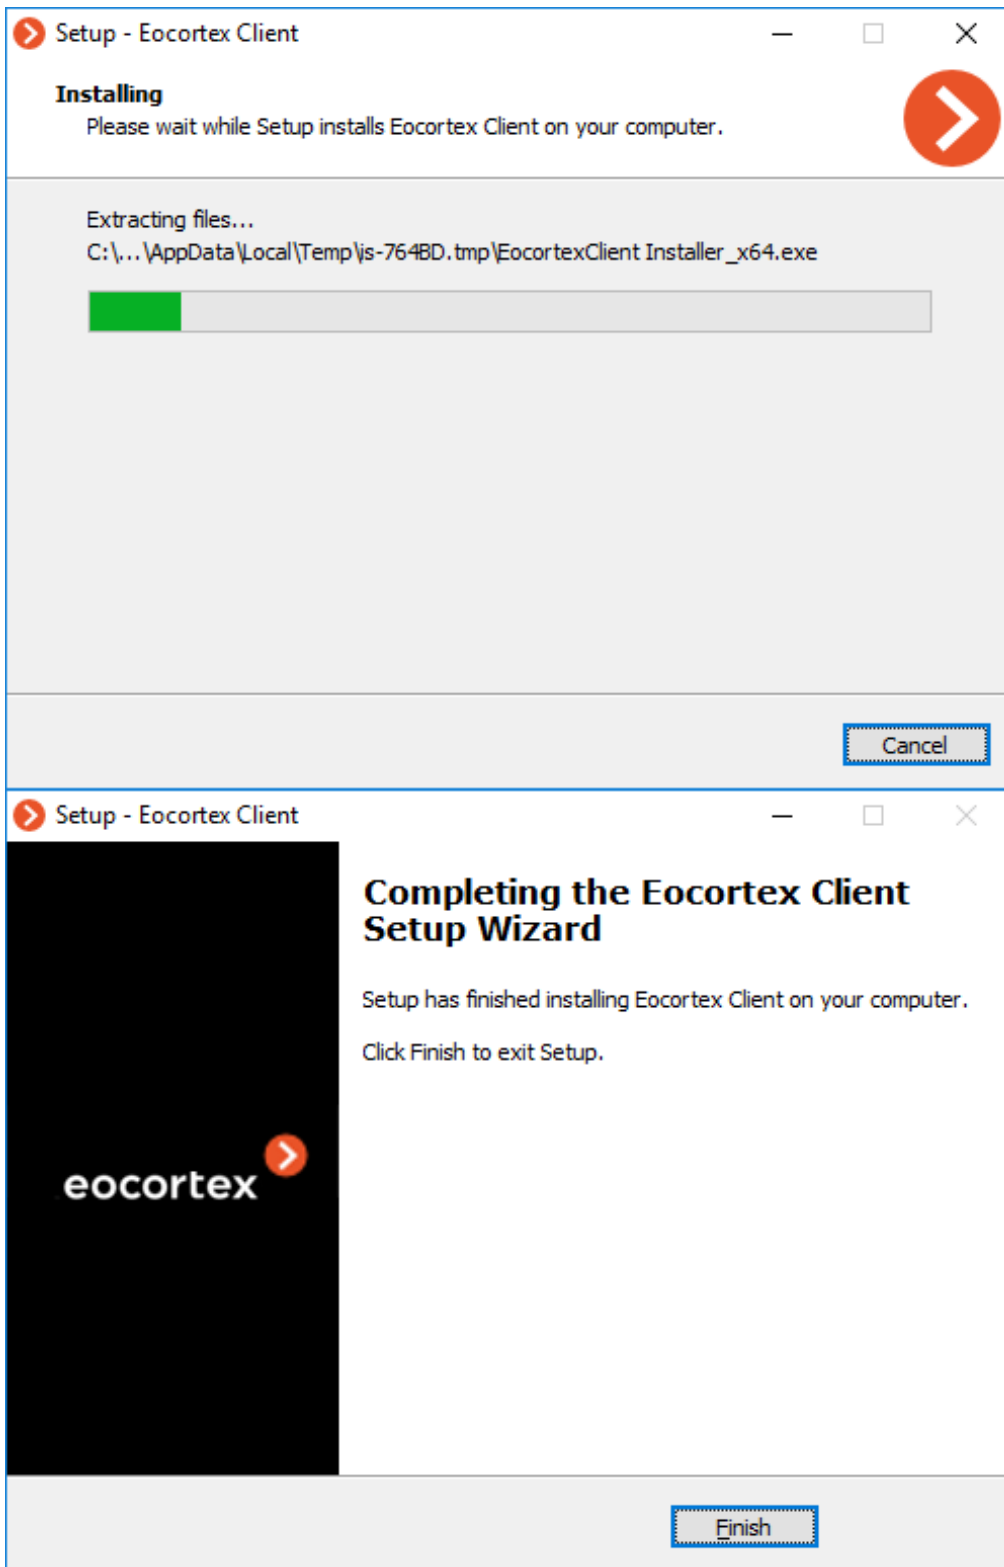 Setup - Eocortex Client
Installing
Please wait while Setup installs Eocortex Client on your computer.
Extracting files...
C:\...\AppData\Local\Temp\is-764BD.tmp\EocortexClient Installer_x64.exe
Cancel
Setup - Eocortex Client
Completing the Eocortex Client
Setup Wizard
Setup has finished installing Eocortex Client on your computer.
Click Finish to exit Setup.
eocortex
Finish